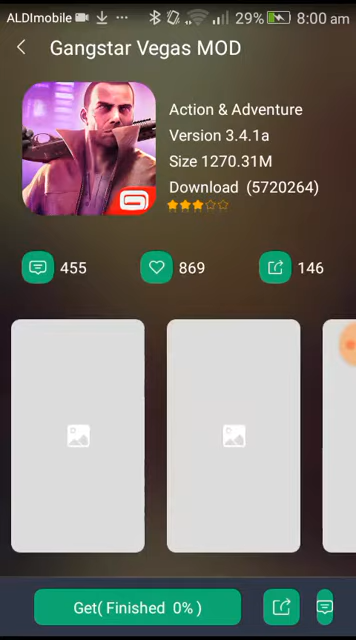 ALDImobile ... 29% 8:00 am
Gangstar Vegas MOD
Action & Adventure
Version 3.4.1a
Size 1270.31M
Download (5720264)
455
869
146
Get( Finished 0% )